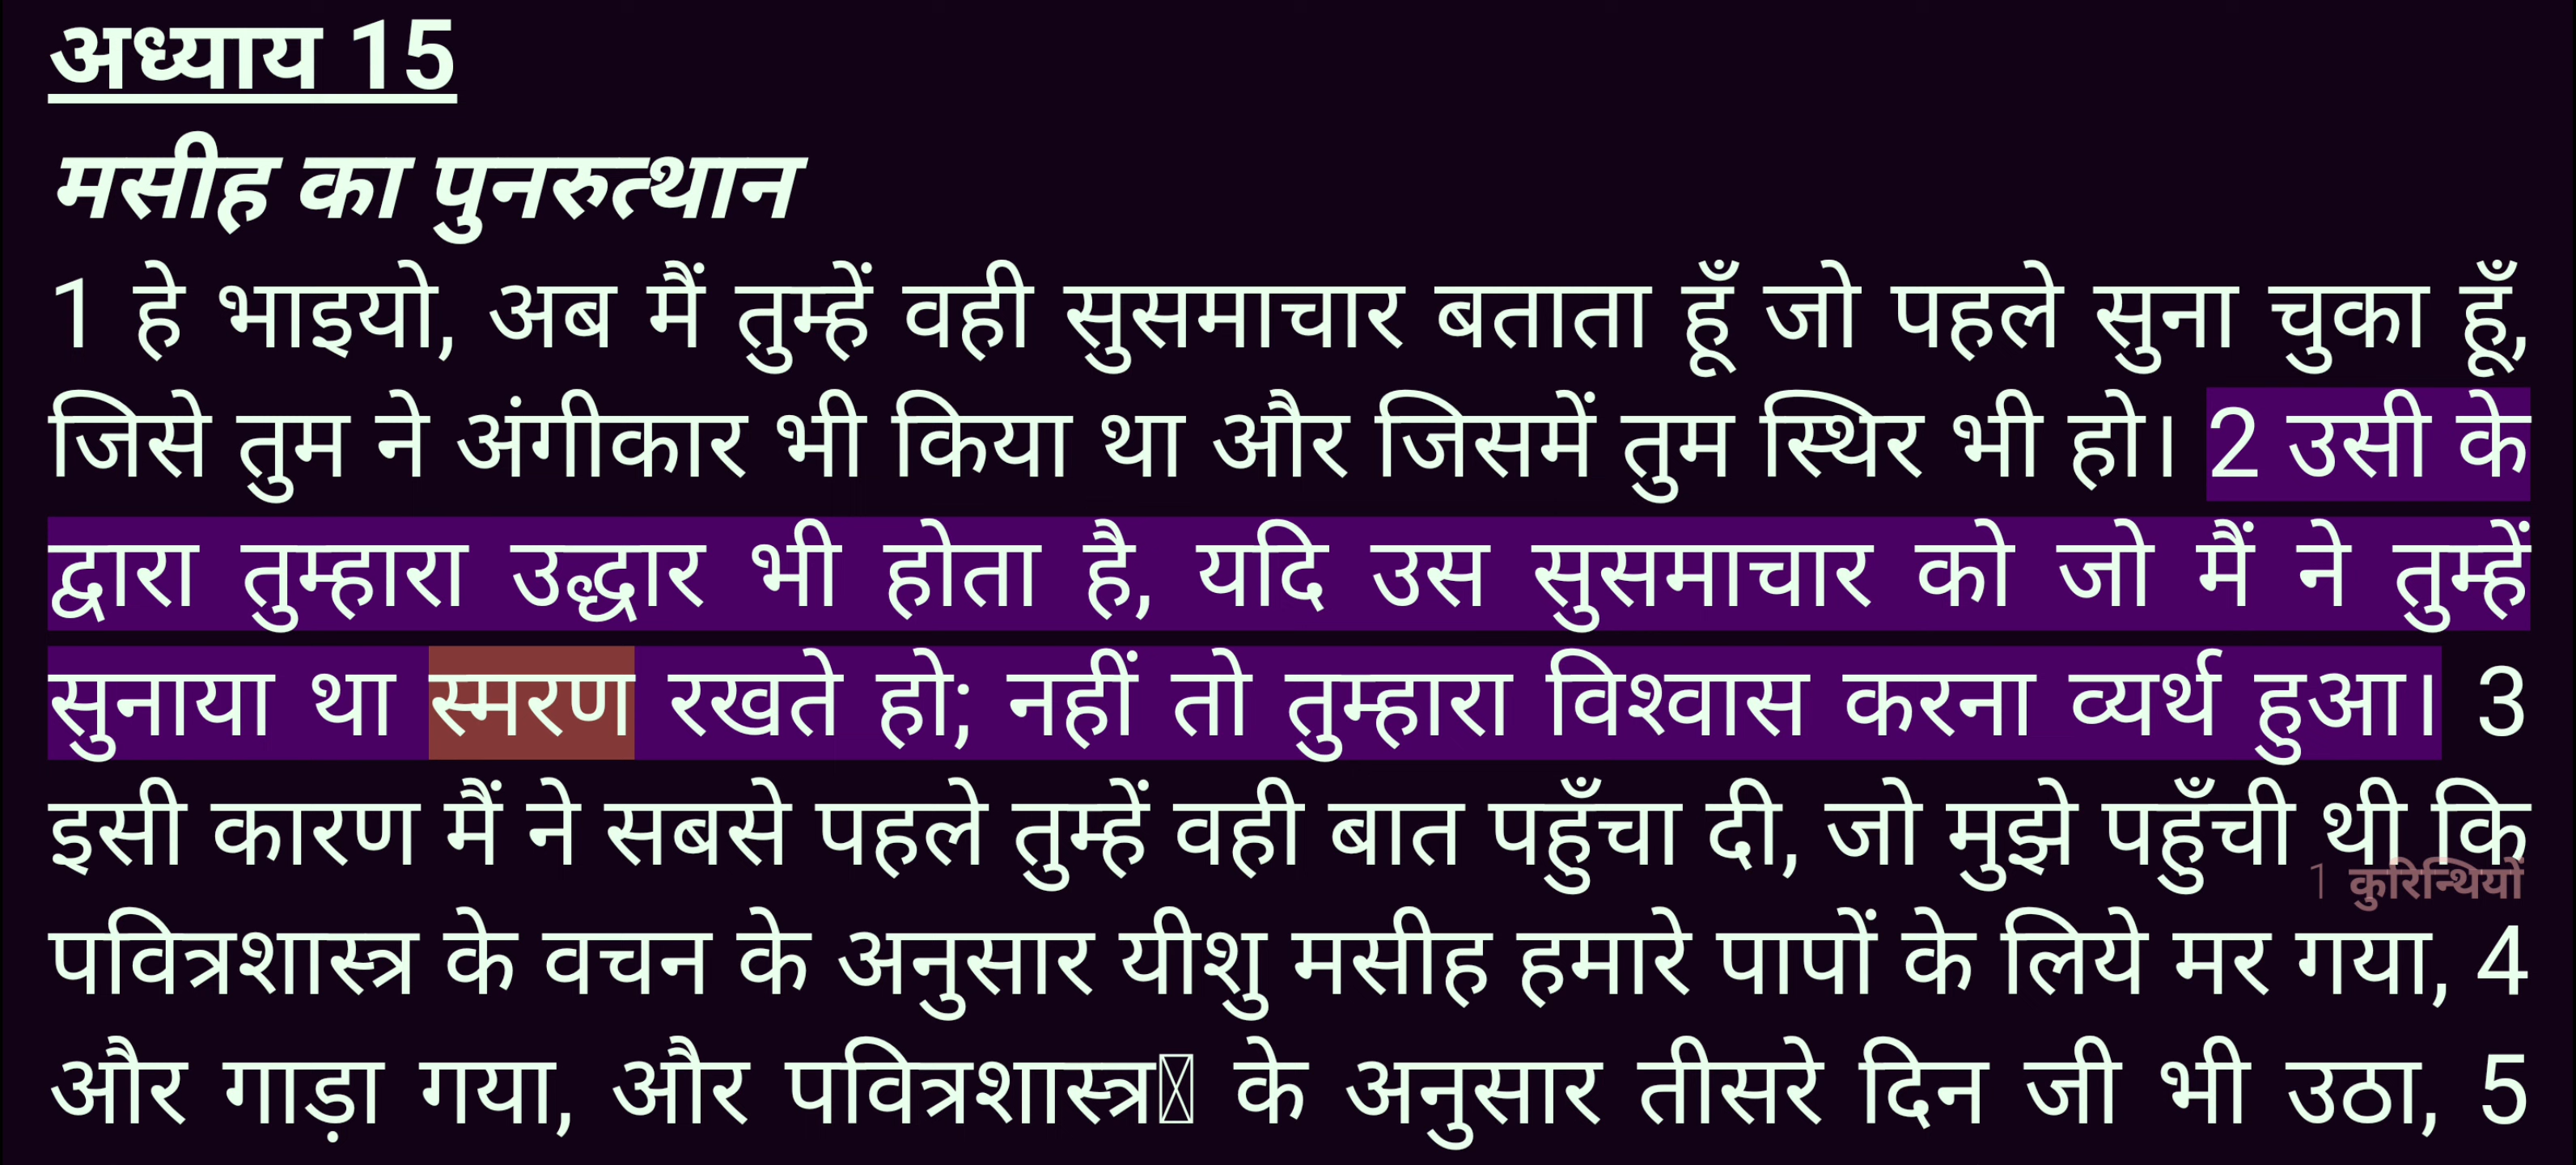 अध्याय 15
मसीह का पुनरुत्थान
1 हे भाइयो, अब मैं तुम्हें वही सुसमाचार बताता हूँ जो पहले सुना चुका हूँ,
जिसे तुम ने अंगीकार भी किया था और जिसमें तुम स्थिर भी हो। 2 उसी के
द्वारा तुम्हारा उद्धार भी होता है, यदि उस सुसमाचार को जो मैं ने तुम्हें
सुनाया था स्मरण रखते हो; नहीं तो तुम्हारा विश्वास करना व्यर्थ हुआ। 3
इसी कारण मैं ने सबसे पहले तुम्हें वही बात पहुँचा दी, जो मुझे पहुँची थी कि
1 कुरिन्थियों
पवित्रशास्त्र के वचन के अनुसार यीशु मसीह हमारे पापों के लिये मर गया, 4
और गाड़ा गया, और पवित्रशास्त्र के अनुसार तीसरे दिन जी भी उठा, 5